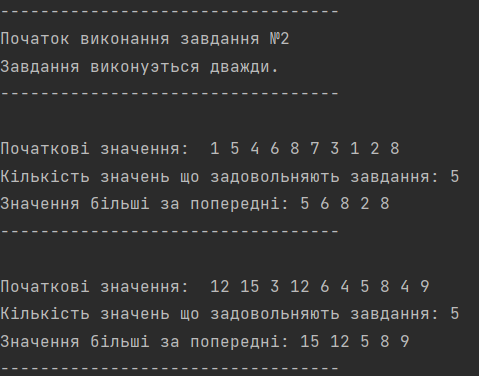 ----------------------------------
Початок виконання завдання №2
Завдання виконуэться дважди.
----------------------------------
Початкові значення:  1 5 4 6 8 7 3 1 2 8
Кількість значень що задовольняють завдання: 5
Значення більші за попередні: 5 6 8 2 8
----------------------------------
Початкові значення:  12 15 3 12 6 4 5 8 4 9
Кількість значень що задовольняють завдання: 5
Значення більші за попередні: 15 12 5 8 9
----------------------------------